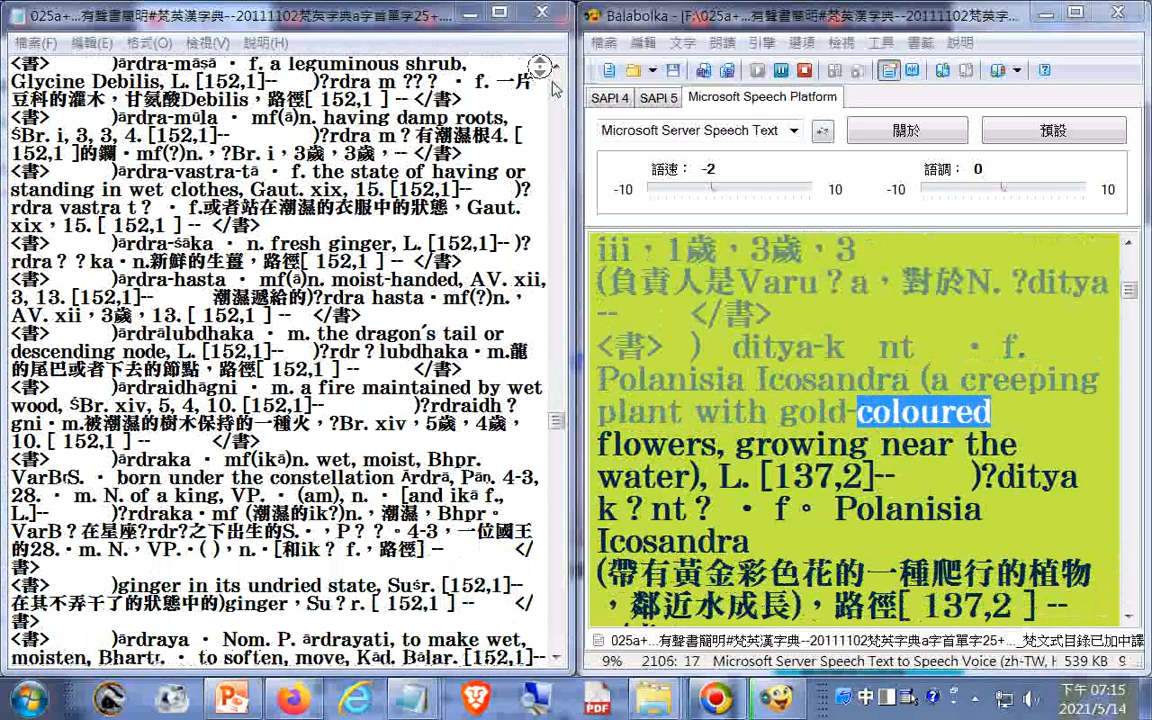 025a+...有聲書簡明#梵英漢字典--20111102梵英字典a字首單字25+...
檔案(F) 編輯(E) 格式(O) 檢視(V) 說明(H)
<書> )ārdra-māṣā • f. a leguminous shrub,
Glycine Debilis, L. [152,1] )?rdra m ??? • f. 一片
豆科的灌木，甘氨酸Debilis，路徑[ 152,1 ] -- </書>
<書> )ārdra-mūla • mf(ā)n. having damp roots,
ŚBr. i, 3, 3, 4. [152,1]-- )?rdra m？有潮濕根4. [
152,1 ]的鑭•mf(?)n.，?Br. i，3歲，3歲，-- </書>
<書> )ārdra-vastra-tā • f. the state of having or
standing in wet clothes, Gaut. xix, 15. [152,1]-- )?
rdra vastra t？ • f.或者站在潮濕的衣服中的狀態，Gaut.
xix，15. [ 152,1 ] -- </書>
<書> )ārdra-śāka • n. fresh ginger, L. [152,1]--)?
rdra？？ka•n.新鮮的生薑，路徑[ 152,1 ] -- </書>
<書> )ārdra-hasta • mf(ā)n. moist-handed, AV. xii,
3, 13. [152,1]-- 潮濕遞給的)?rdra hasta•mf(?)n.，
AV. xii，3歲，13. [ 152,1 ] -- </書>
<書> )ārdrālubdhaka • m. the dragon's tail or
descending node, L. [152,1]-- )?rdr？lubdhaka•m.龍
的尾巴或者下去的節點，路徑[ 152,1 ] -- </書>
<書> )ārdraidhāgni • m. a fire maintained by wet
wood, ŚBr. xiv, 5, 4, 10. [152,1]-- )?rdraidh？
gni•m.被潮濕的樹木保持的一種火，?Br. xiv，5歲，4歲，
10. [ 152,1 ] -- </書>
<書> )ārdraka • mf(ikā)n. wet, moist, Bhpr.
VarBṛS. • born under the constellation Ārdrā, Pāṇ. 4-3,
28. • m. N. of a king, VP. • (am), n. • [and ikā f.,
L.]-- )?rdraka•mf (潮濕的ik?)n.，潮濕，Bhpr。
VarB？在星座?rdr?之下出生的S.•，P？？。4-3，一位國王
的28.•m. N.，VP.•( )，n.•[和ik？ f.，路徑] -- </
書>
<書> )ginger in its undried state, Suśr. [152,1]--
在其不弄干了的狀態中的)ginger，Su？r. [ 152,1 ] -- </
書>
<書> )ārdraya • Nom. P. ārdrayati, to make wet,
moisten, Bhartṛ. • to soften, move, Kād. Bālar. [152,1]--
Balabolka - [F:\025a+...有聲書簡明#梵英漢字典--20111102梵英字...
檔案 編輯 文字 朗讀 引擎 選項 檢視 工具 書籤 說明
SAPI 4 SAPI 5 Microsoft Speech Platform
Microsoft Server Speech Text 關於 預設
語速： -2 語調： 0
-10 10 -10 10
iii，1歲，3歲，3
(負責人是Varu？a，對於N. ?ditya
-- </書>
<書> ) ditya-k nt • f.
Polanisia Icosandra (a creeping
plant with gold-coloured
flowers, growing near the
water), L. [137,2]-- )?ditya
k？nt？ • f。 Polanisia
Icosandra
(帶有黃金彩色花的一種爬行的植物
，鄰近水成長)，路徑[ 137,2 ] --
025a+...有聲書簡明#梵英漢字典--20111102梵英字典a字首單字25+..._梵文式目錄已加中譯
9% 2106: 17 Microsoft Server Speech Text to Speech Voice (zh-TW, H 539 KB 9
中
下午 07:15
2021/5/14